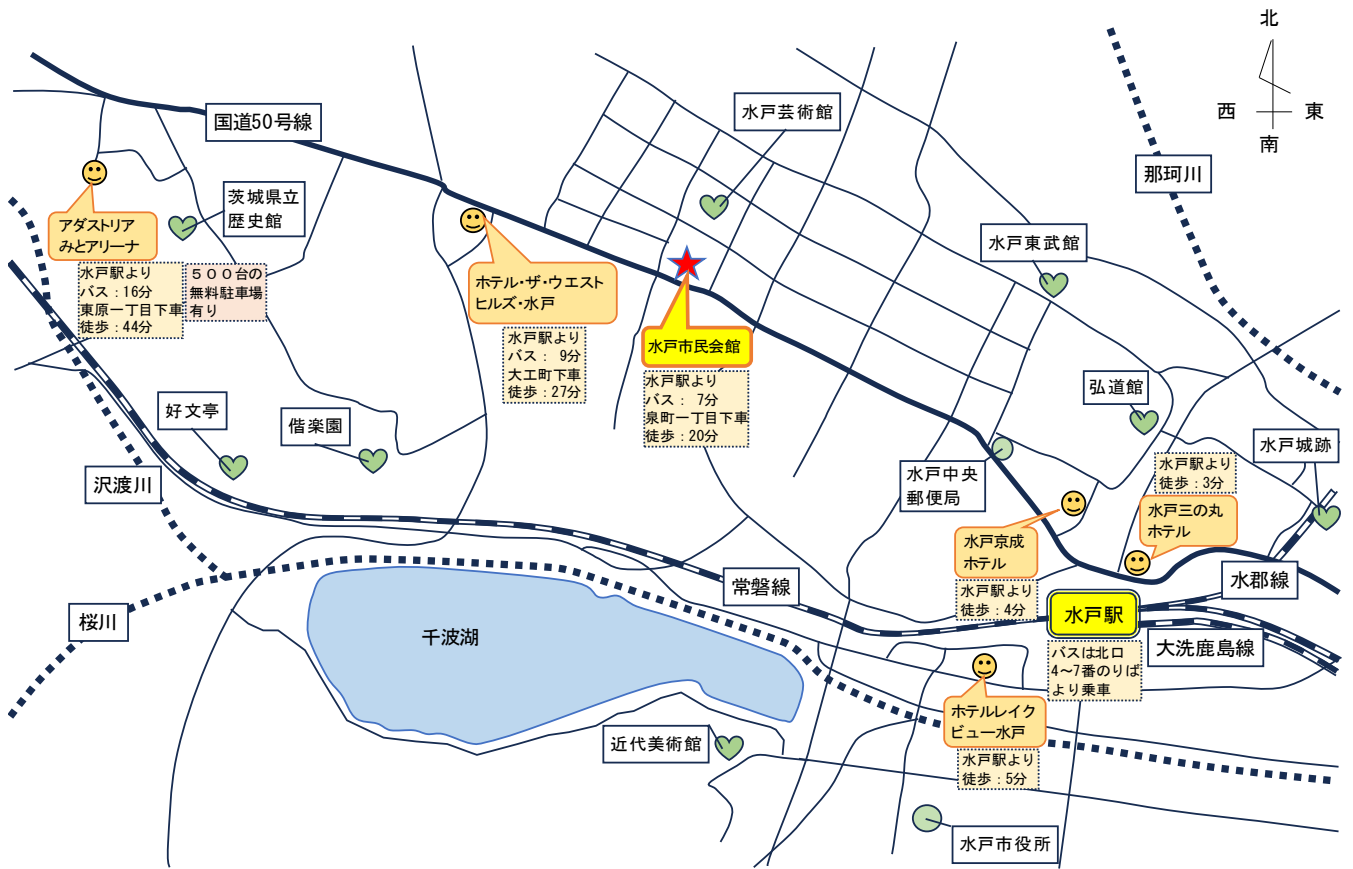 北
西
東
南
国道50号線
水戸芸術館
那珂川
茨城県立
歴史館
アダストリア
みとアリーナ
水戸駅より
バス：16分
東原一丁目下車
徒歩：44分
５００台の
無料駐車場
有り
ホテル・ザ・ウエスト
ヒルズ・水戸
水戸駅より
バス： 9分
大工町下車
徒歩：27分
水戸市民会館
水戸駅より
バス： 7分
泉町一丁目下車
徒歩：20分
水戸東武館
弘道館
水戸城跡
好文亭
偕楽園
沢渡川
水戸中央
郵便局
水戸駅より
徒歩：3分
水戸三の丸
ホテル
水戸京成
ホテル
水戸駅より
徒歩：4分
常磐線
水郡線
水戸駅
桜川
千波湖
大洗鹿島線
バスは北口
4～7番のりば
より乗車
ホテルレイク
ビュー水戸
水戸駅より
徒歩：5分
近代美術館
水戸市役所